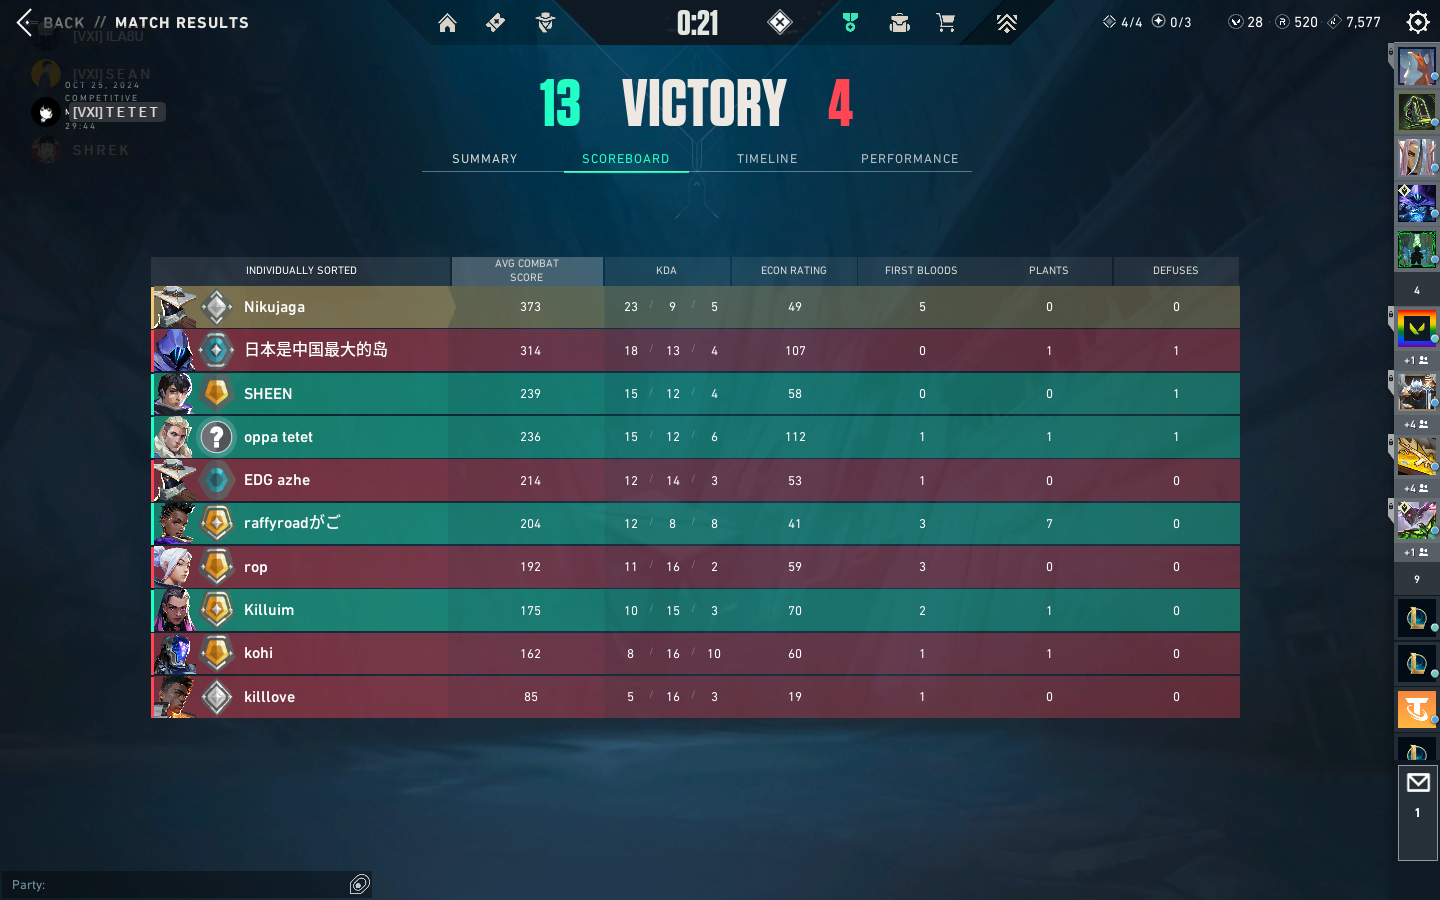 BACK // MATCH RESULTS
0:21
4/4 0/3 28 520 7,577
[VXI] ILA8U
[VXI] SEAN
OCT 25, 2024
COMPETITIVE
[VXI] TETET
29:44
SHREK
13 VICTORY 4
SUMMARY SCOREBOARD TIMELINE PERFORMANCE
INDIVIDUALLY SORTED AVG COMBAT SCORE KDA ECON RATING FIRST BLOODS PLANTS DEFUSES
Nikujaga 373 23 / 9 / 5 49 5 0 0
日本是中国最大的岛 314 18 / 13 / 4 107 0 1 1
SHEEN 239 15 / 12 / 4 58 0 0 1
oppa tetet 236 15 / 12 / 6 112 1 1 1
EDG azhe 214 12 / 14 / 3 53 1 0 0
raffyroadがご 204 12 / 8 / 8 41 3 7 0
rop 192 11 / 16 / 2 59 3 0 0
Killuim 175 10 / 15 / 3 70 2 1 0
kohi 162 8 / 16 / 10 60 1 1 0
killlove 85 5 / 16 / 3 19 1 0 0
4
+1
+4
+4
+1
9
1
Party: